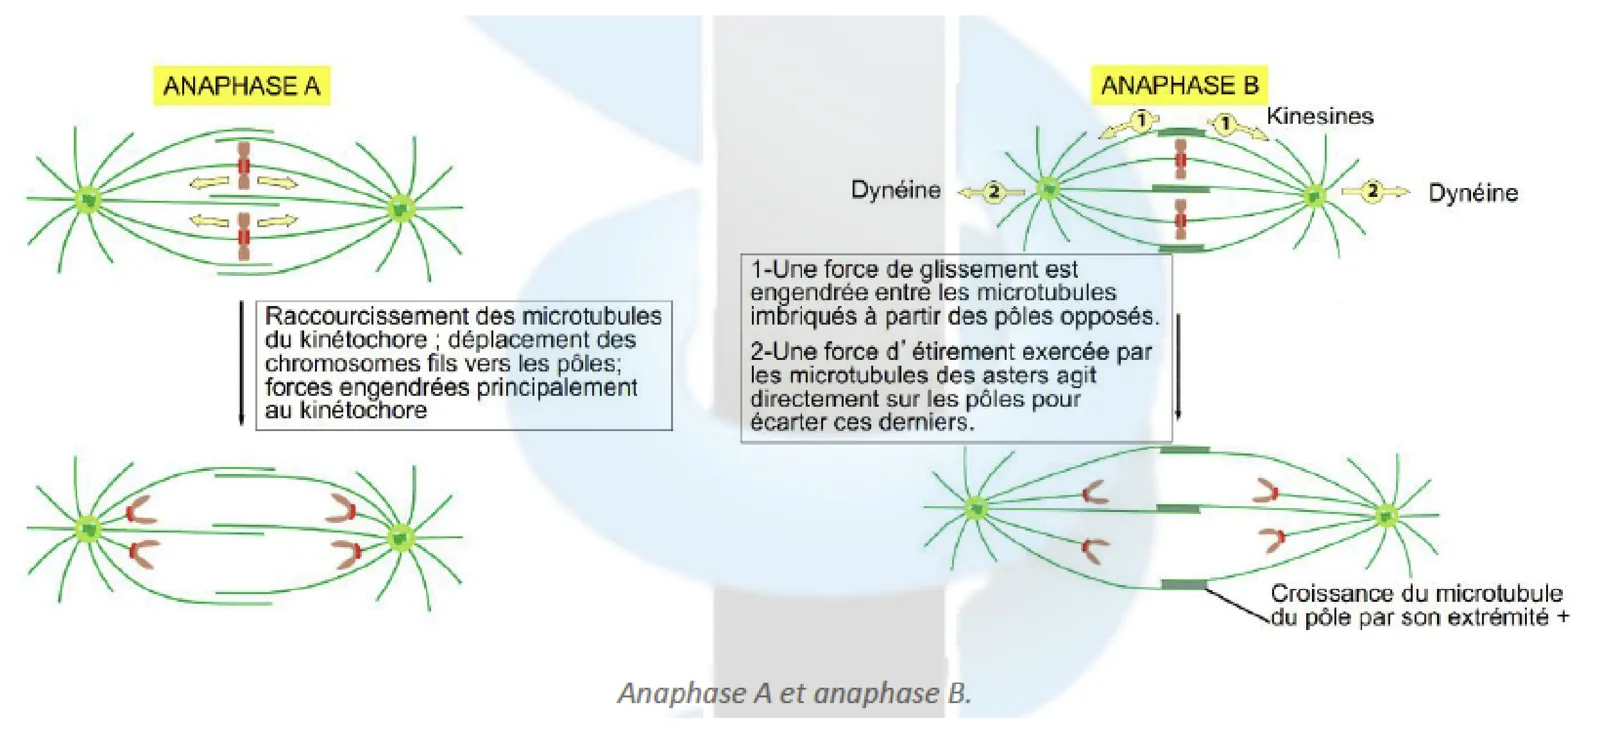 ANAPHASE A
Raccourcissement des microtubules
du kinétochore ; déplacement des
chromosomes fils vers les pôles;
forces engendrées principalement
au kinétochore
ANAPHASE B
1
1
Kinesines
Dynéine
2
2
Dynéine
1-Une force de glissement est
engendrée entre les microtubules
imbriqués à partir des pôles opposés.
2-Une force d' étirement exercée par
les microtubules des asters agit
directement sur les pôles pour
écarter ces derniers.
Croissance du microtubule
du pôle par son extrémité +
Anaphase A et anaphase B.